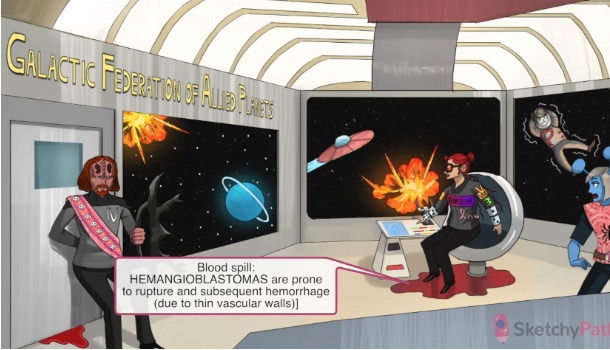 GALACTIC FEDERATION OF ALLIED PLANETS
Blood spill:
HEMANGIOBLASTOMAS are prone
to rupture and subsequent hemorrhage
(due to thin vascular walls)]
SketchyPath